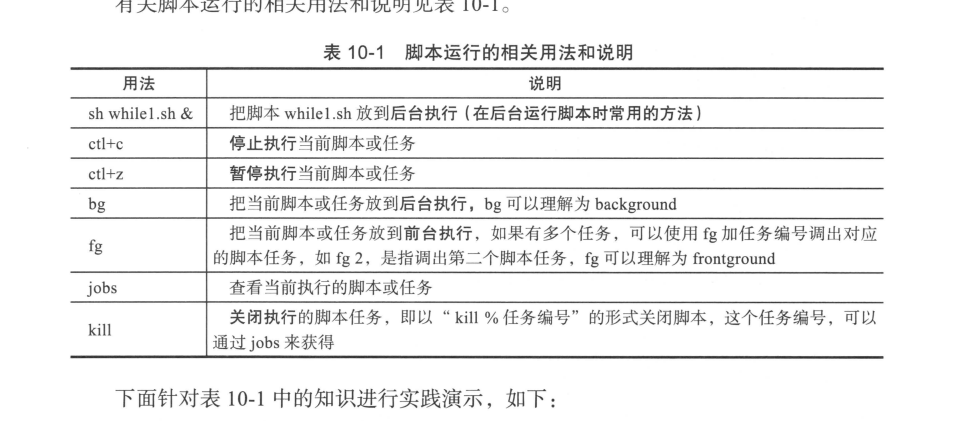 有关脚本运行的相关用法和说明见表 10-1。
表 10-1 脚本运行的相关用法和说明
用法 说明
sh while1.sh & 把脚本 while1.sh 放到后台执行（在后台运行脚本时常用的方法）
ctl+c 停止执行当前脚本或任务
ctl+z 暂停执行当前脚本或任务
bg 把当前脚本或任务放到后台执行，bg 可以理解为 background
fg 把当前脚本或任务放到前台执行，如果有多个任务，可以使用 fg 加任务编号调出对应
的脚本任务，如 fg 2，是指调出第二个脚本任务，fg 可以理解为 frontground
jobs 查看当前执行的脚本或任务
kill 关闭执行的脚本任务，即以“ kill % 任务编号”的形式关闭脚本，这个任务编号，可以
通过 jobs 来获得
下面针对表 10-1 中的知识进行实践演示，如下：